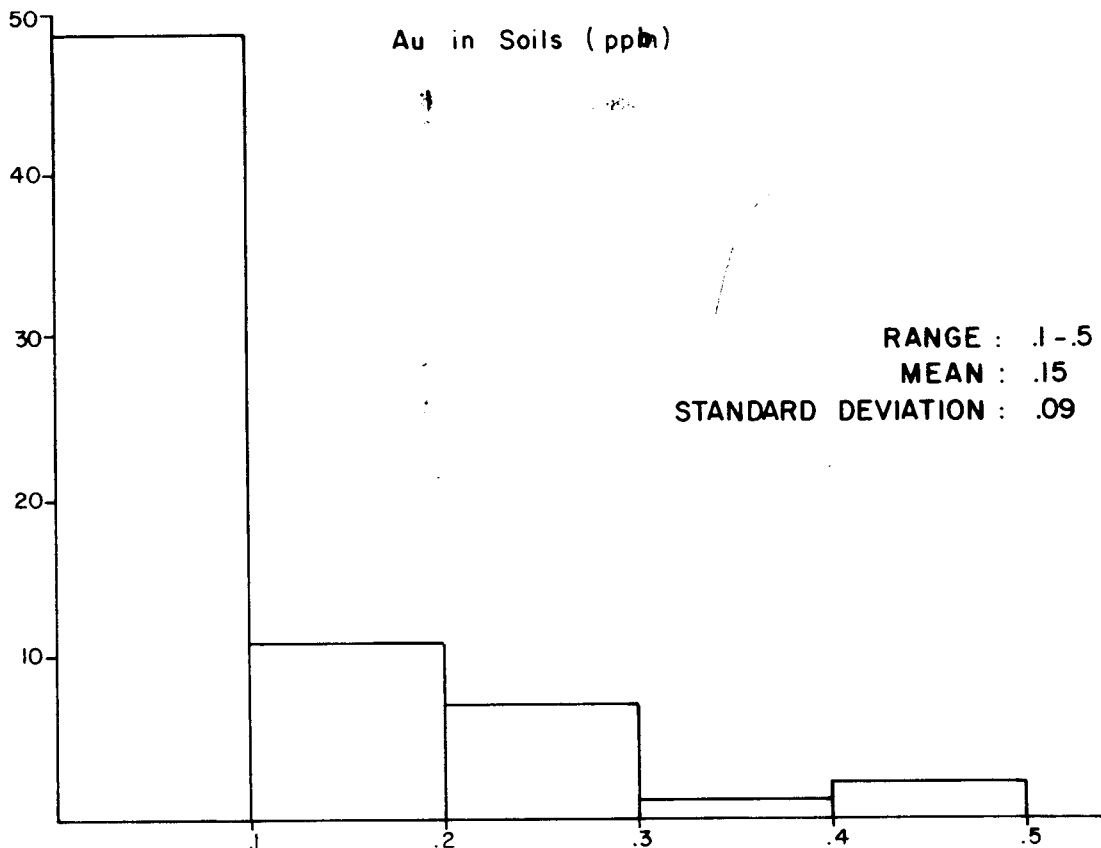 Au in Soils (ppb)
50
40
30
20
10
RANGE : .1-.5
MEAN : .15
STANDARD DEVIATION : .09
.1 .2 .3 .4 .5